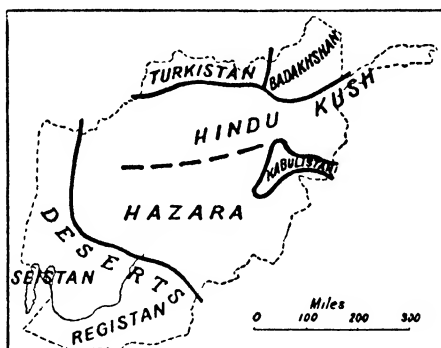 TURKISTAN
BADAKHSHAN
HINDU KUSH
KABULISTAN
HAZARA
DESERTS
SEISTAN
REGISTAN
Miles
0 100 200 300